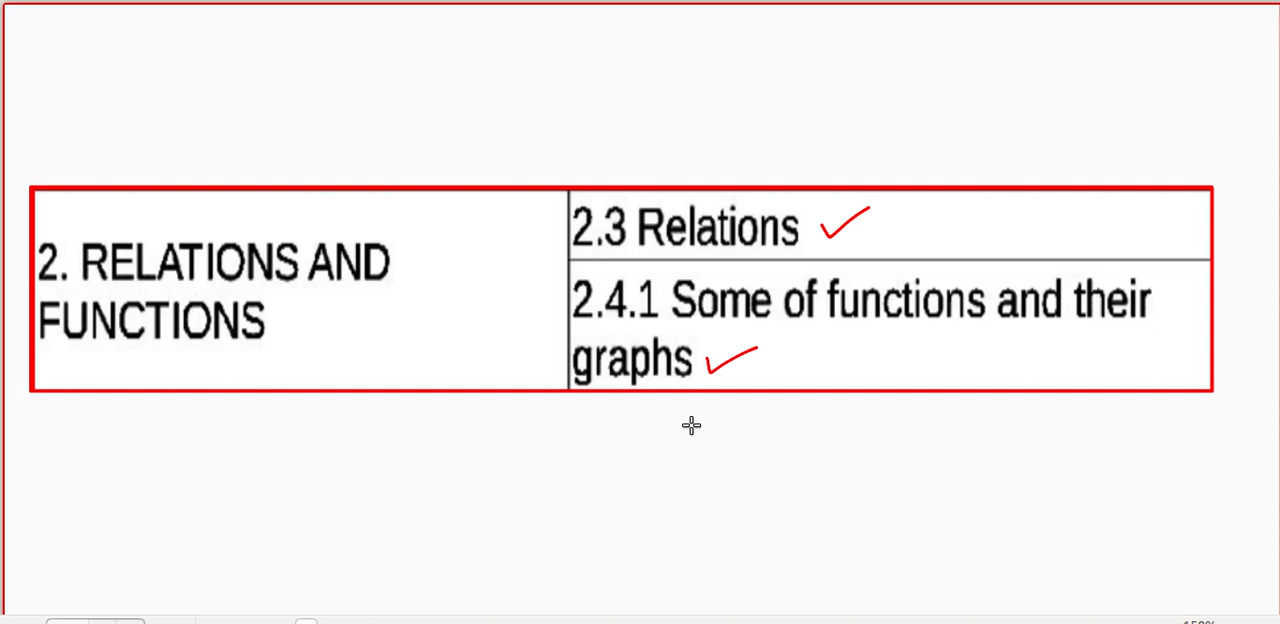 2. RELATIONS AND
FUNCTIONS
2.3 Relations
2.4.1 Some of functions and their
graphs